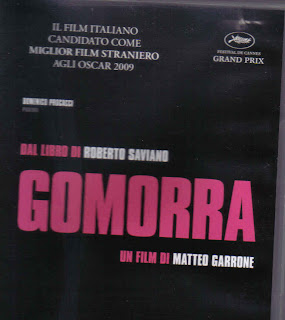 IL FILM ITALIANO
CANDIDATO COME
MIGLIOR FILM STRANIERO
AGLI OSCAR 2009
FESTIVAL DE CANNES
GRAND PRIX
DOMENICO PROCACCI
DAL LIBRO DI ROBERTO SAVIANO
GOMORRA
UN FILM DI MATTEO GARRONE